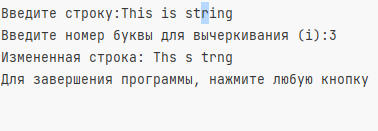 Введите строку:This is string
Введите номер буквы для вычеркивания (i):3
Измененная строка: Ths s trng
Для завершения программы, нажмите любую кнопку